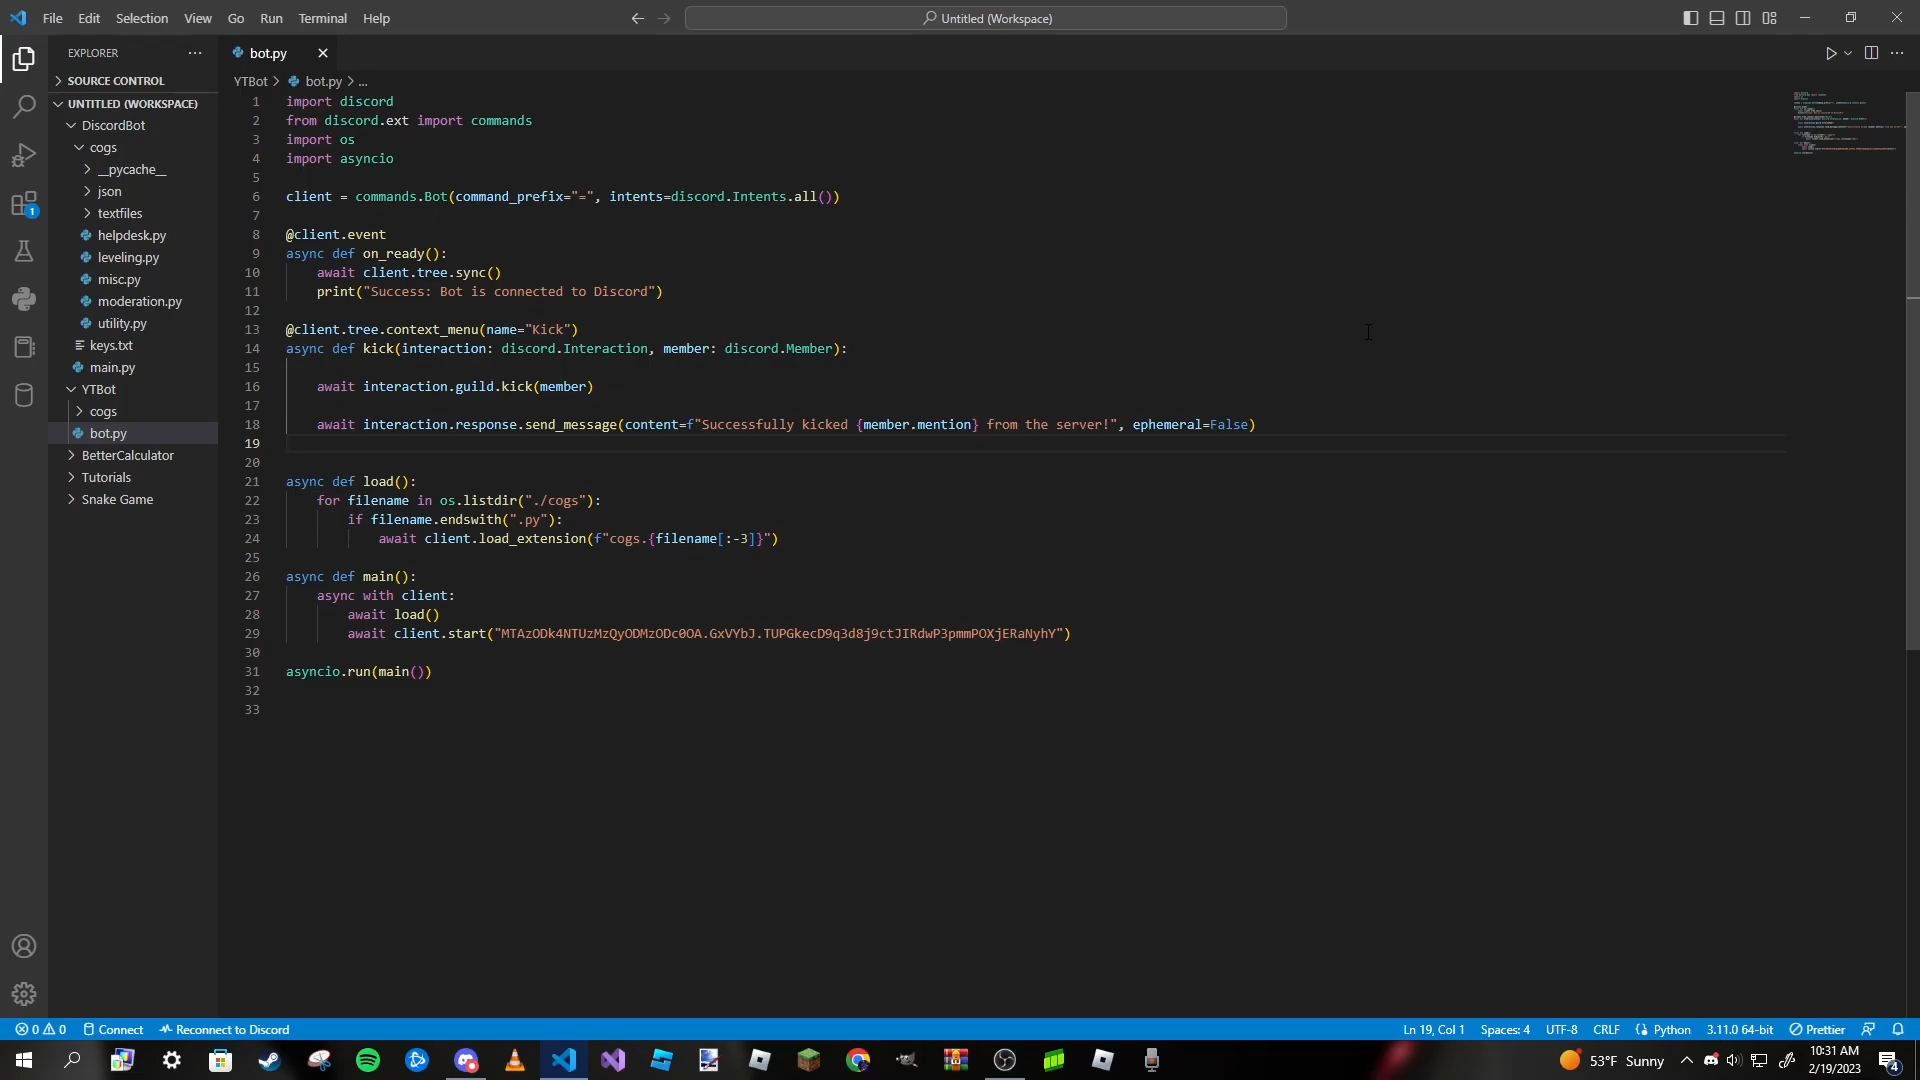 File Edit Selection View Go Run Terminal Help
Untitled (Workspace)
EXPLORER
SOURCE CONTROL
UNTITLED (WORKSPACE)
DiscordBot
cogs
__pycache__
json
textfiles
helpdesk.py
leveling.py
misc.py
moderation.py
utility.py
keys.txt
main.py
YTBot
cogs
bot.py
BetterCalculator
Tutorials
Snake Game
1
bot.py
YTBot > bot.py > ...
1 import discord
2 from discord.ext import commands
3 import os
4 import asyncio
5
6 client = commands.Bot(command_prefix="=", intents=discord.Intents.all())
7
8 @client.event
9 async def on_ready():
10 await client.tree.sync()
11 print("Success: Bot is connected to Discord")
12
13 @client.tree.context_menu(name="Kick")
14 async def kick(interaction: discord.Interaction, member: discord.Member):
15
16 await interaction.guild.kick(member)
17
18 await interaction.response.send_message(content=f"Successfully kicked {member.mention} from the server!", ephemeral=False)
19
20
21 async def load():
22 for filename in os.listdir("./cogs"):
23 if filename.endswith(".py"):
24 await client.load_extension(f"cogs.{filename[:-3]}")
25
26 async def main():
27 async with client:
28 await load()
29 await client.start("MTAzODk4NTUzMzQyODMzODc0OA.GxVYbJ.TUPGkecD9q3d8j9ctJIRdwP3pmmPOXjERaNyhY")
30
31 asyncio.run(main())
32
33
0 0 Connect Reconnect to Discord
Ln 19, Col 1 Spaces: 4 UTF-8 CRLF Python 3.11.0 64-bit Prettier
53°F Sunny
10:31 AM
2/19/2023
4